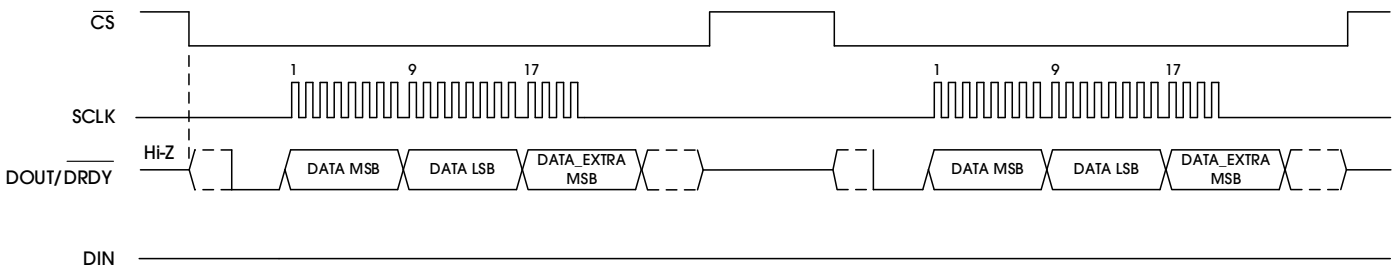 CS
1 9 17 1 9 17
SCLK
Hi-Z
DOUT/DRDY
DATA MSB DATA LSB DATA_EXTRA MSB DATA MSB DATA LSB DATA_EXTRA MSB
DIN